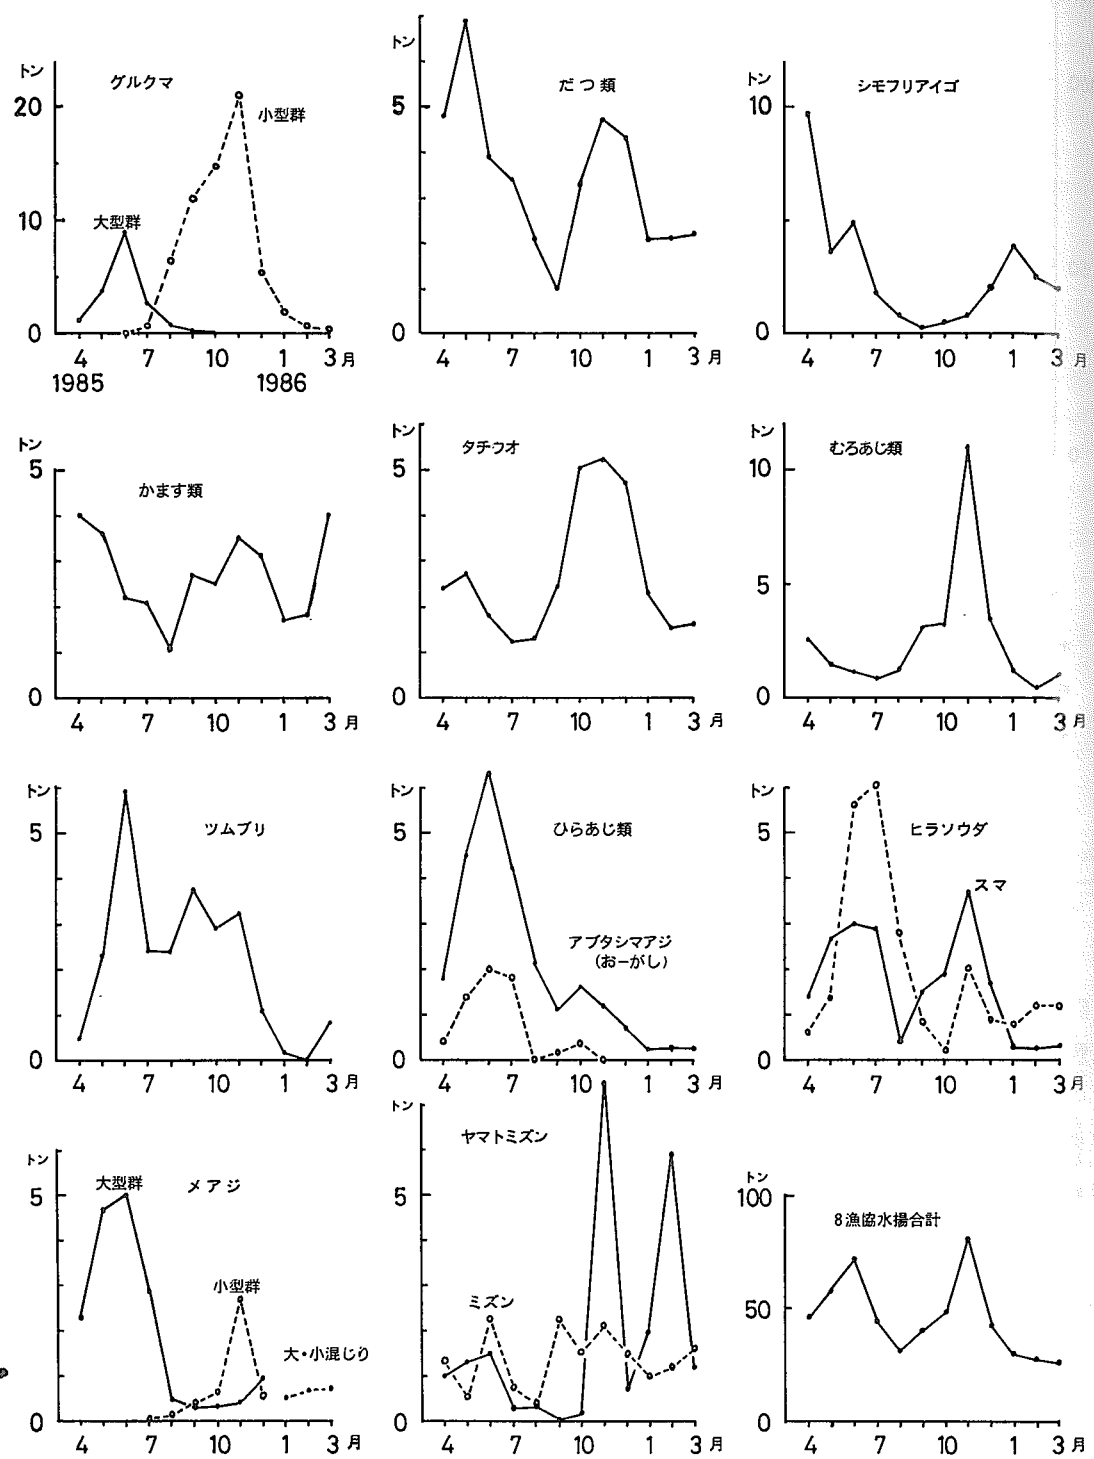 トン
グルクマ
20
小型群
大型群
10
0
4 7 10 1 3 月
1985 1986
トン
だつ類
5
0
4 7 10 1 3 月
トン
シモフリアイゴ
10
0
4 7 10 1 3 月
トン
5
かます類
0
4 7 10 1 3 月
トン
タチウオ
5
0
4 7 10 1 3 月
トン
むろあじ類
10
5
0
4 7 10 1 3 月
トン
ツムブリ
5
0
4 7 10 1 3 月
トン
ひらあじ類
5
アブタシマアジ
(おーがし)
0
4 7 10 1 3 月
トン
ヒラソウダ
5
スマ
0
4 7 10 1 3 月
トン
大型群
メアジ
5
小型群
大・小混じり
0
4 7 10 1 3 月
トン
ヤマトミズン
5
ミズン
0
4 7 10 1 3 月
トン
100
8漁協水揚合計
50
0
4 7 10 1 3 月